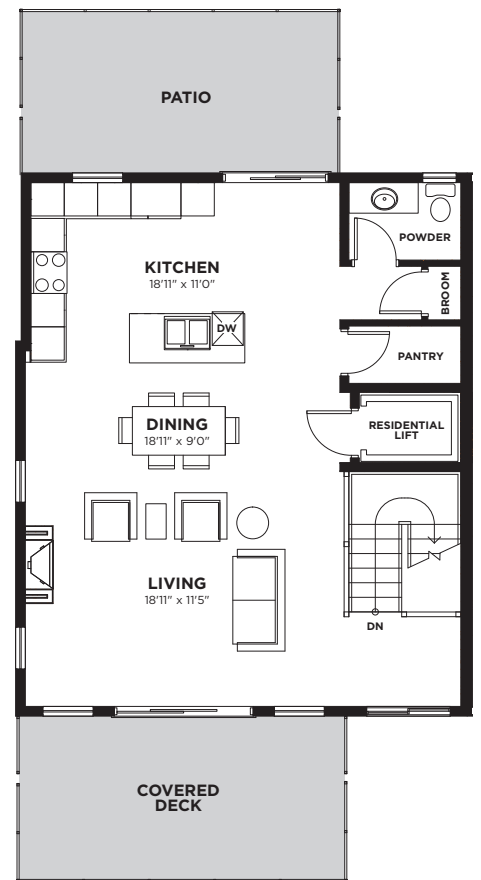 PATIO
POWDER
KITCHEN
18'11" x 11'0"
BROOM
DW
PANTRY
DINING
18'11" x 9'0"
RESIDENTIAL
LIFT
LIVING
18'11" x 11'5"
DN
COVERED
DECK